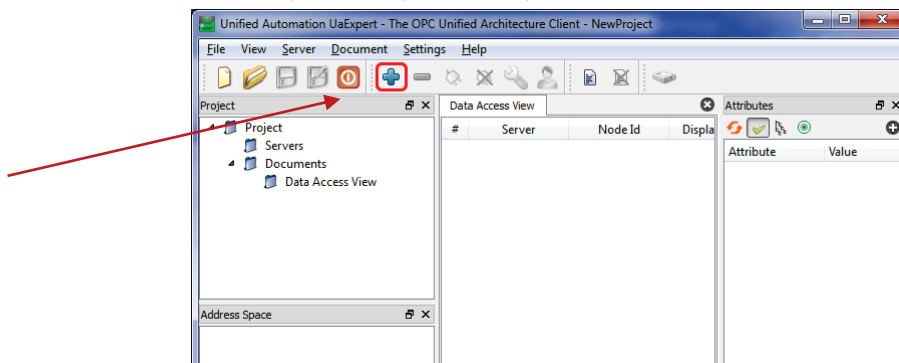 Unified Automation UaExpert - The OPC Unified Architecture Client - NewProject
File View Server Document Settings Help
Project
Data Access View
Attributes
Project
Servers
Documents
Data Access View
# Server Node Id Displa
Attribute Value
Address Space